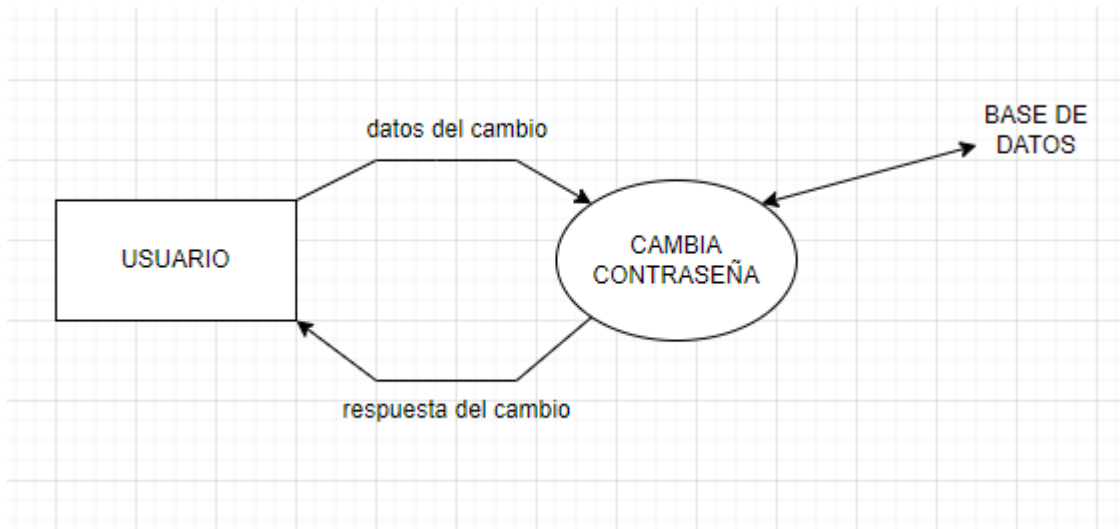 datos del cambio
BASE DE
DATOS
USUARIO
CAMBIA
CONTRASEÑA
respuesta del cambio